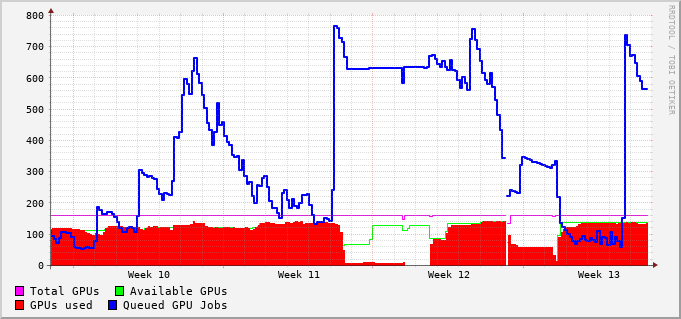 800
700
600
500
400
300
200
100
0
Week 10 Week 11 Week 12 Week 13
Total GPUs Available GPUs
GPUs used Queued GPU Jobs
RRDTOOL / TOBI OETIKER